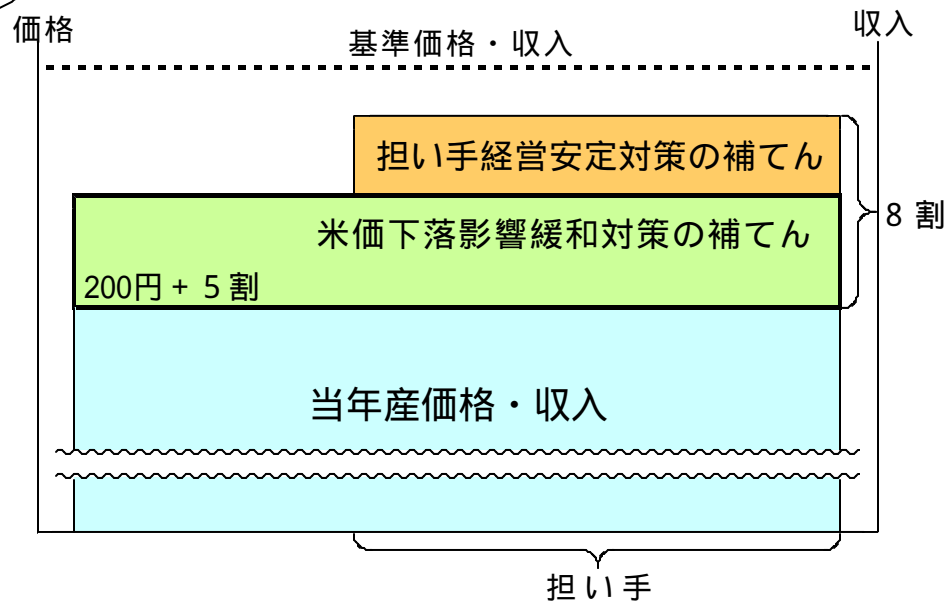 価格
収入
基準価格・収入
担い手経営安定対策の補てん
8 割
米価下落影響緩和対策の補てん
200円 + 5 割
当年産価格・収入
担い手